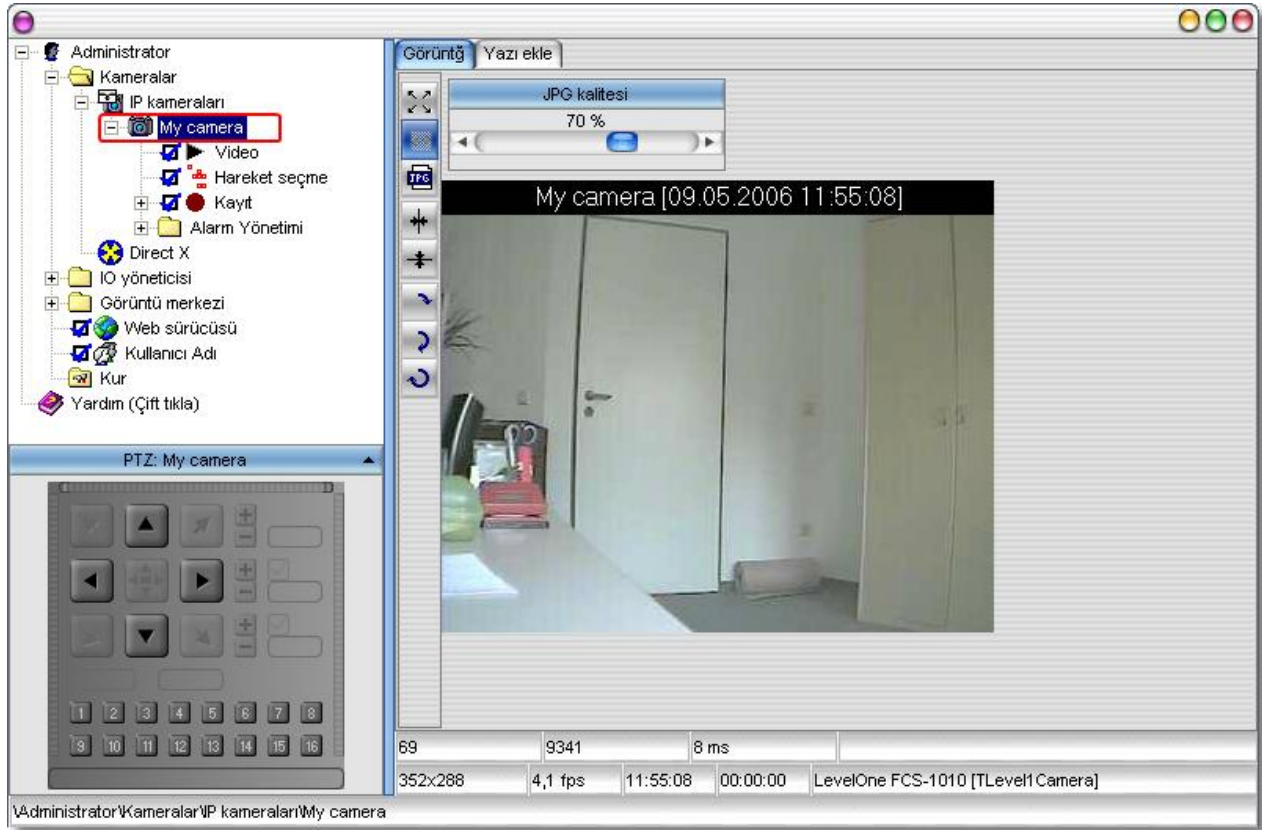 Administrator
Kameralar
IP kameraları
My camera
Video
Hareket seçme
Kayıt
Alarm Yönetimi
Direct X
IO yöneticisi
Görüntü merkezi
Web sürücüsü
Kullanıcı Adı
Kur
Yardım (Çift tıkla)
PTZ: My camera
1 2 3 4 5 6 7 8
9 10 11 12 13 14 15 16
Görüntğ Yazı ekle
JPG kalitesi
70 %
JPG
My camera [09.05.2006 11:55:08]
69 9341 8 ms
352x288 4,1 fps 11:55:08 00:00:00 LevelOne FCS-1010 [TLevel1Camera]
\Administrator\Kameralar\IP kameraları\My camera